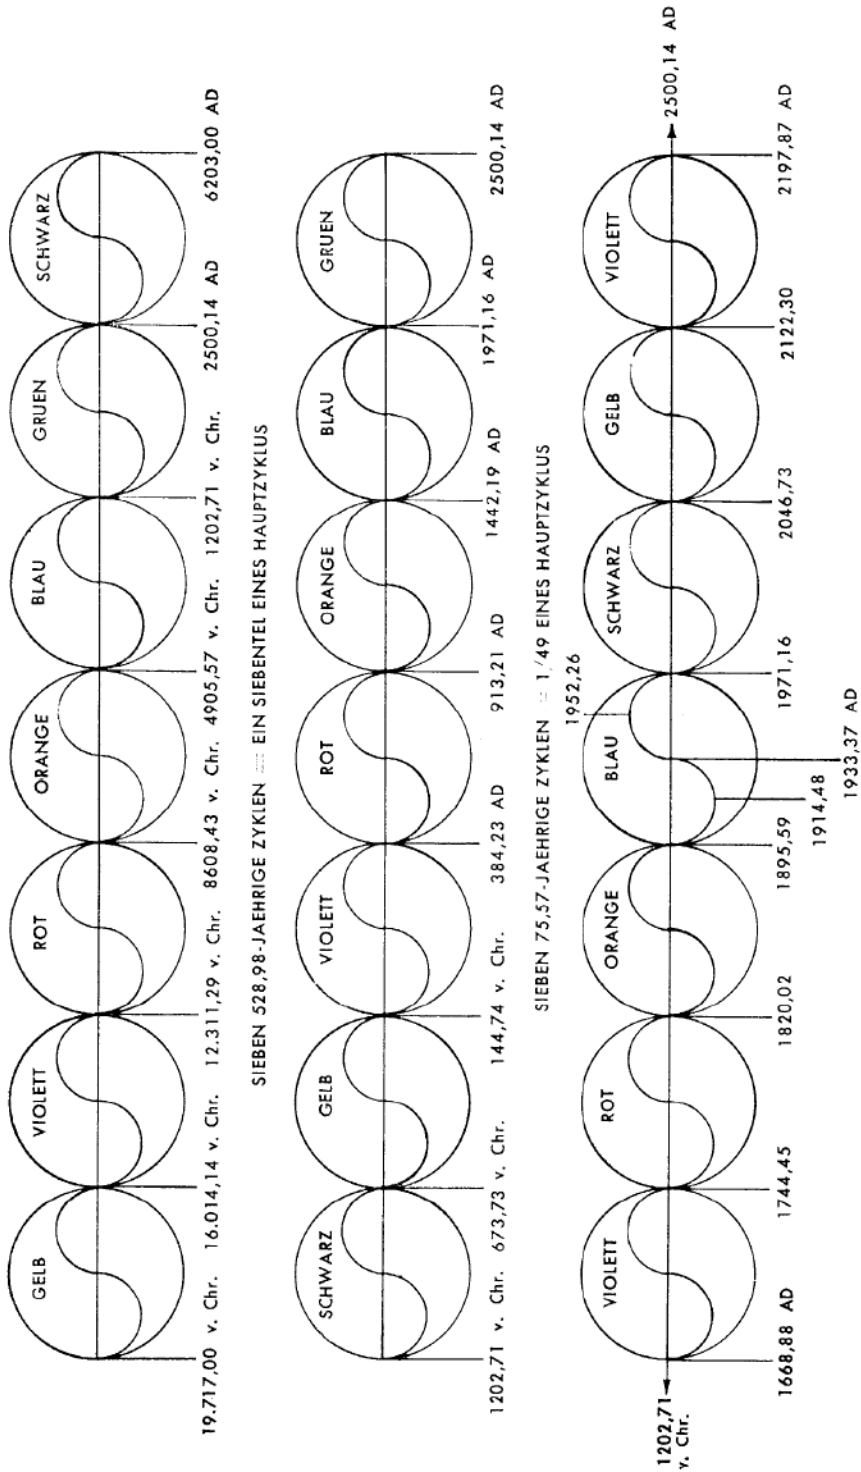 GELB VIOLETT ROT ORANGE BLAU GRUEN SCHWARZ
19.717,00 v. Chr. 16.014,14 v. Chr. 12.311,29 v. Chr. 8608,43 v. Chr. 4905,57 v. Chr. 1202,71 v. Chr. 2500,14 AD 6203,00 AD
SIEBEN 528,98-JAEHRIGE ZYKLEN = EIN SIEBENTEL EINES HAUPTZYKLUS
SCHWARZ GELB VIOLETT ROT ORANGE BLAU GRUEN
1202,71 v. Chr. 673,73 v. Chr. 144,74 v. Chr. 384,23 AD 913,21 AD 1442,19 AD 1971,16 AD 2500,14 AD
SIEBEN 75,57-JAEHRIGE ZYKLEN = 1/49 EINES HAUPTZYKLUS
1952,26
VIOLETT ROT ORANGE BLAU SCHWARZ GELB VIOLETT
1202,71
v. Chr.
2500,14 AD
1668,88 AD 1744,45 1820,02 1895,59 1971,16 2046,73 2122,30 2197,87 AD
1914,48
1933,37 AD